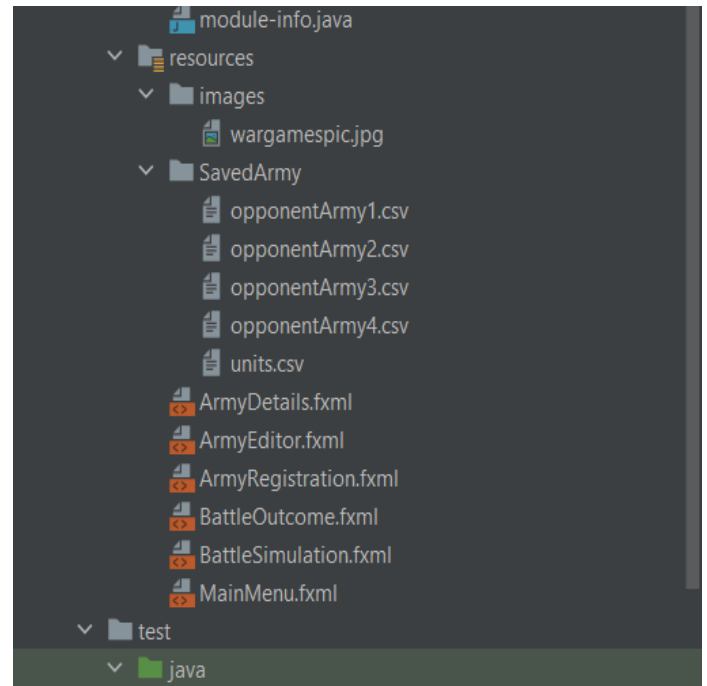 module-info.java
resources
images
wargamespic.jpg
SavedArmy
opponentArmy1.csv
opponentArmy2.csv
opponentArmy3.csv
opponentArmy4.csv
units.csv
ArmyDetails.fxml
ArmyEditor.fxml
ArmyRegistration.fxml
BattleOutcome.fxml
BattleSimulation.fxml
MainMenu.fxml
test
java